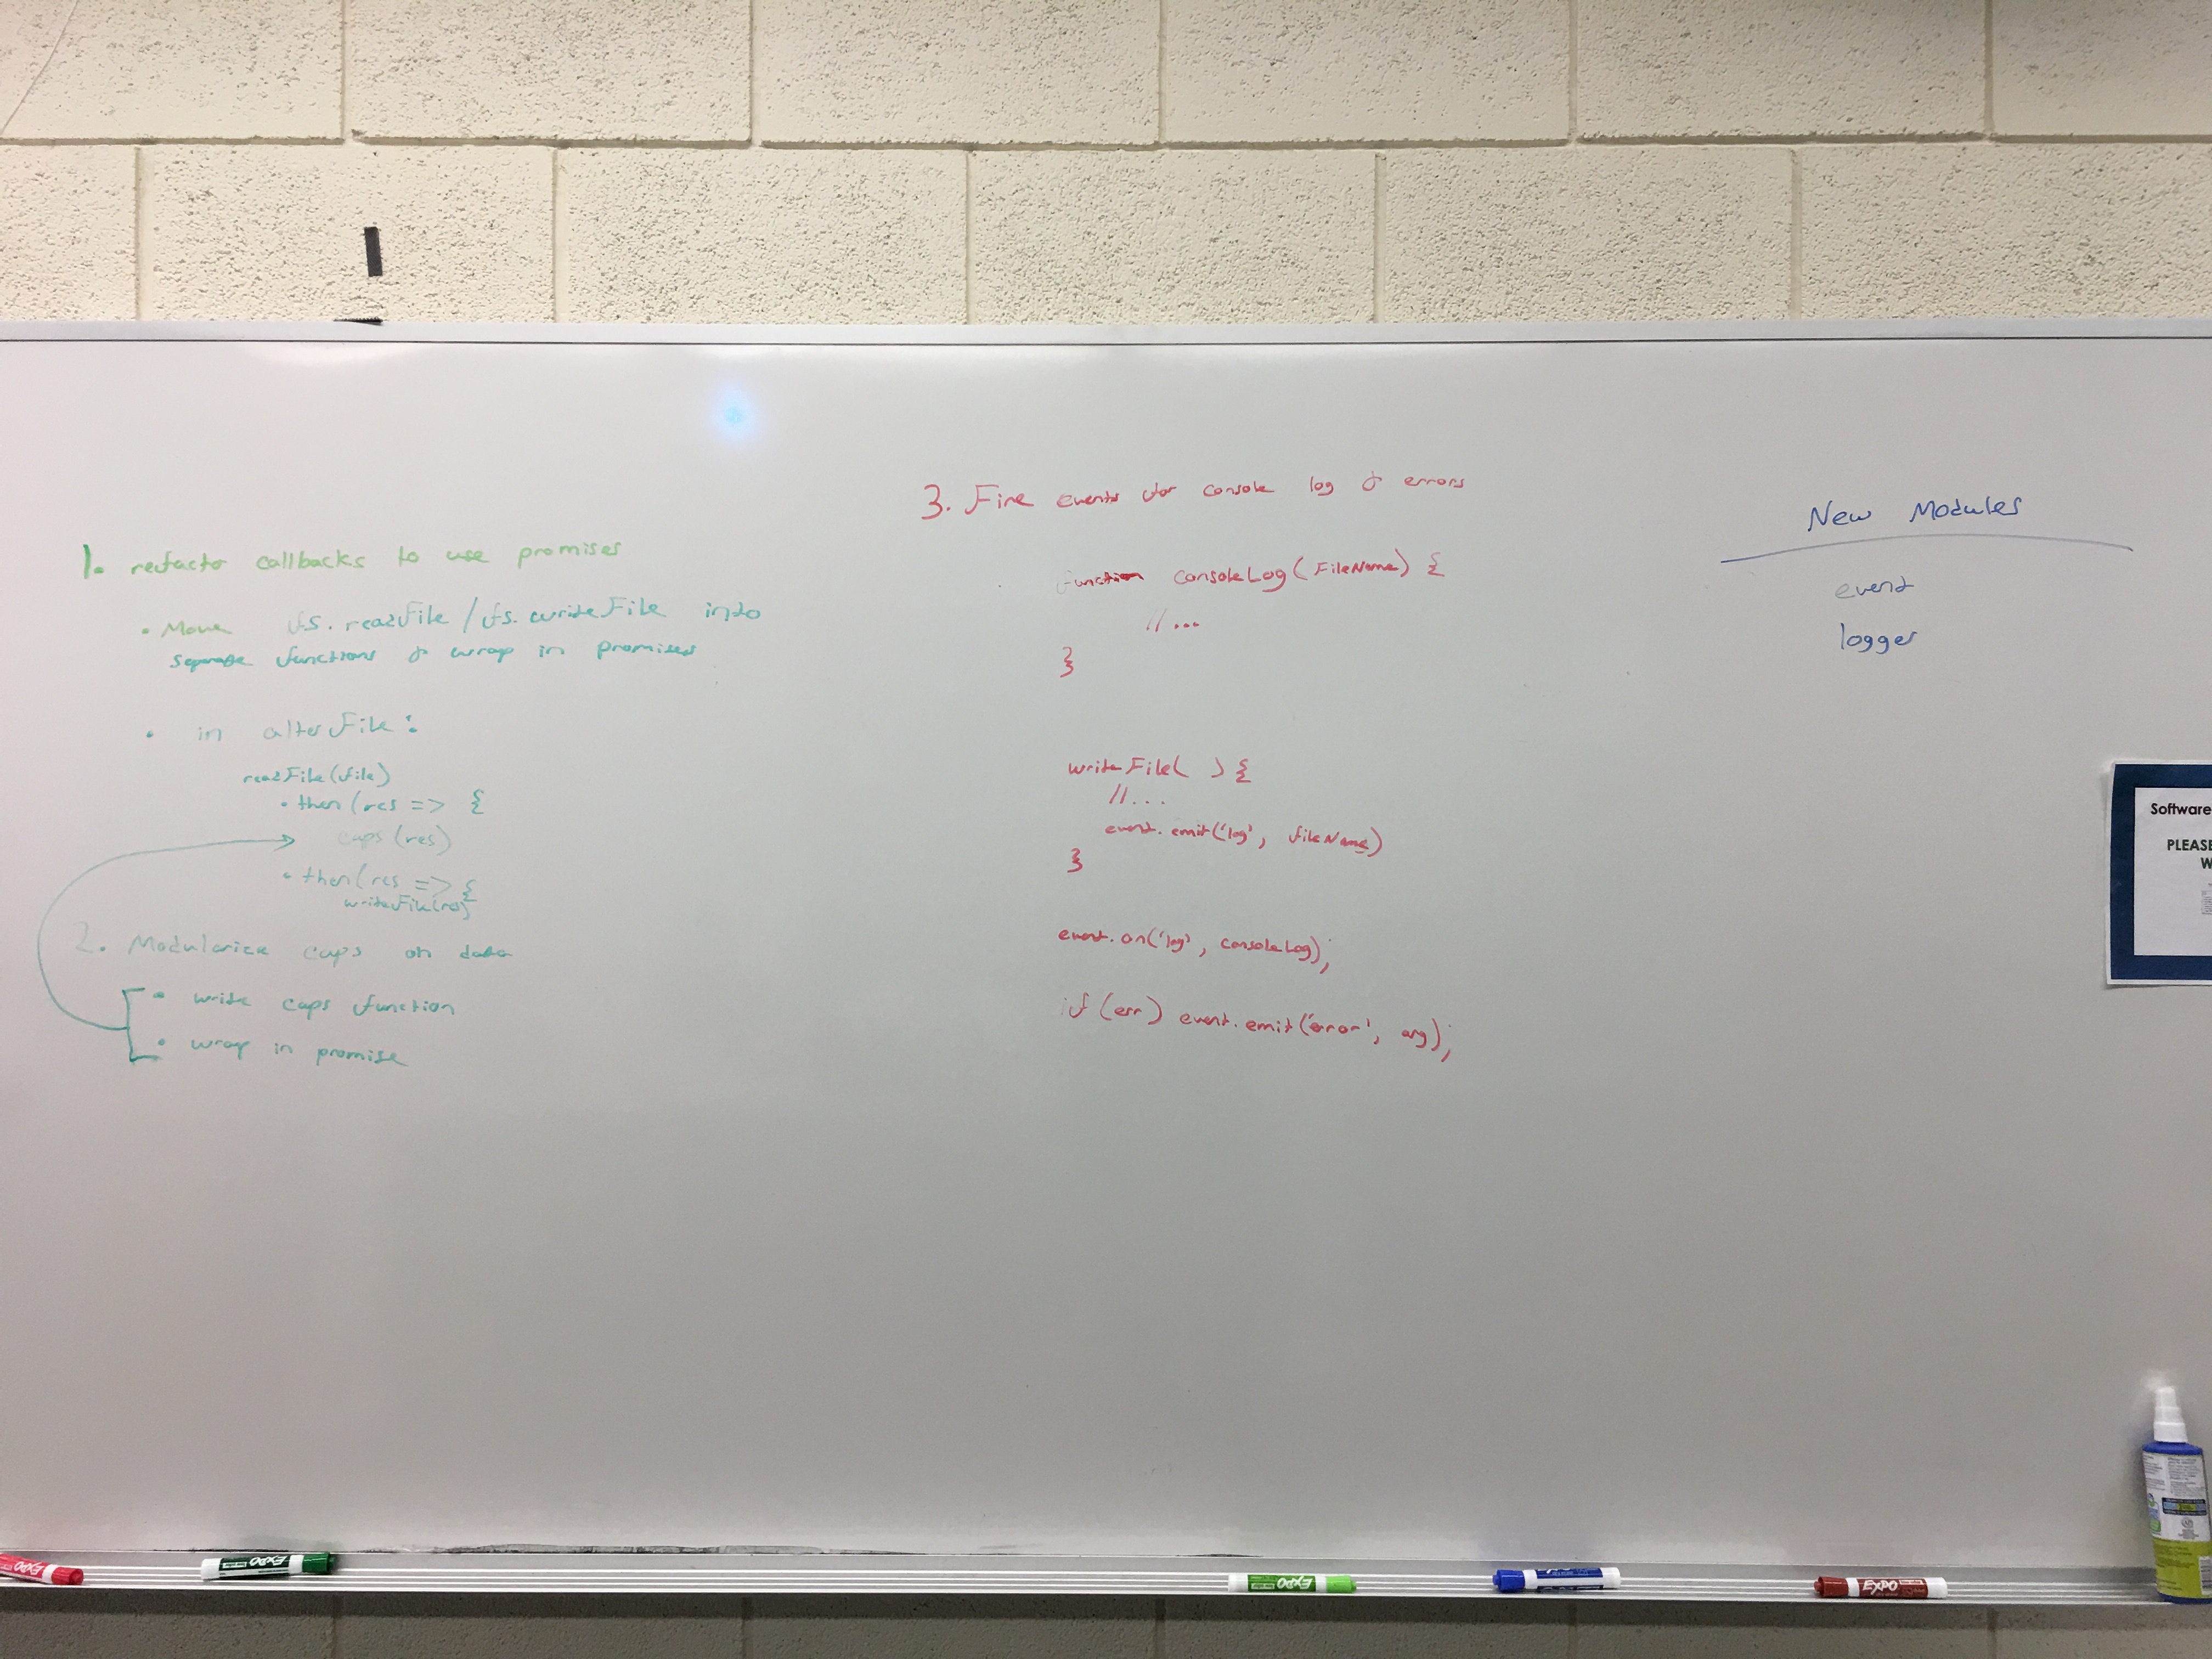 1. refactor callbacks to use promises
• Move fs.readFile / fs.writeFile into
separate functions & wrap in promises
• in alterFile:
readFile(file)
.then(res => {
caps(res)
.then(res => {
writeFile(res)
2. Modularize caps on data
• write caps function
• wrap in promise
3. Fire events for console log & errors
function consoleLog(FileName) {
//...
}
writeFile( ) {
//...
event.emit('log', fileName)
}
event.on('log', consoleLog);
if (err) event.emit('error', arg);
New Modules
event
logger
Software
PLEASE
W
EXPO
EXPO
EXPO
EXPO